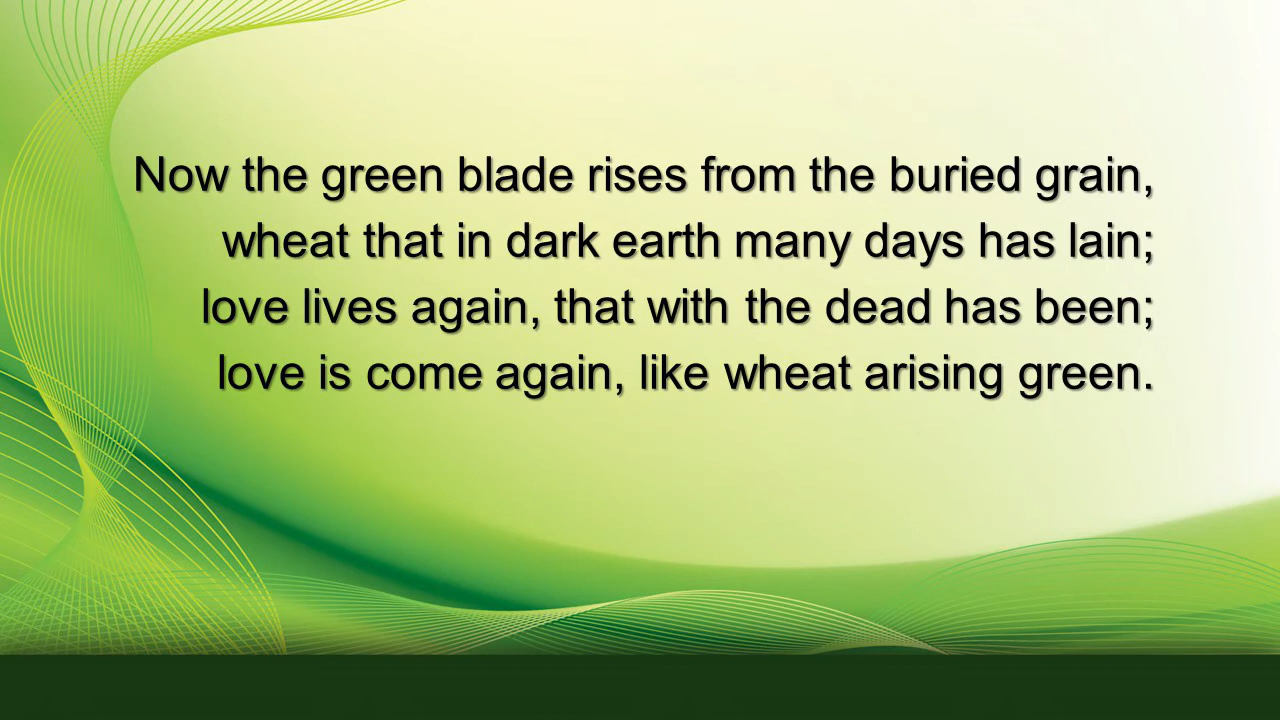 Now the green blade rises from the buried grain,
wheat that in dark earth many days has lain;
love lives again, that with the dead has been;
love is come again, like wheat arising green.